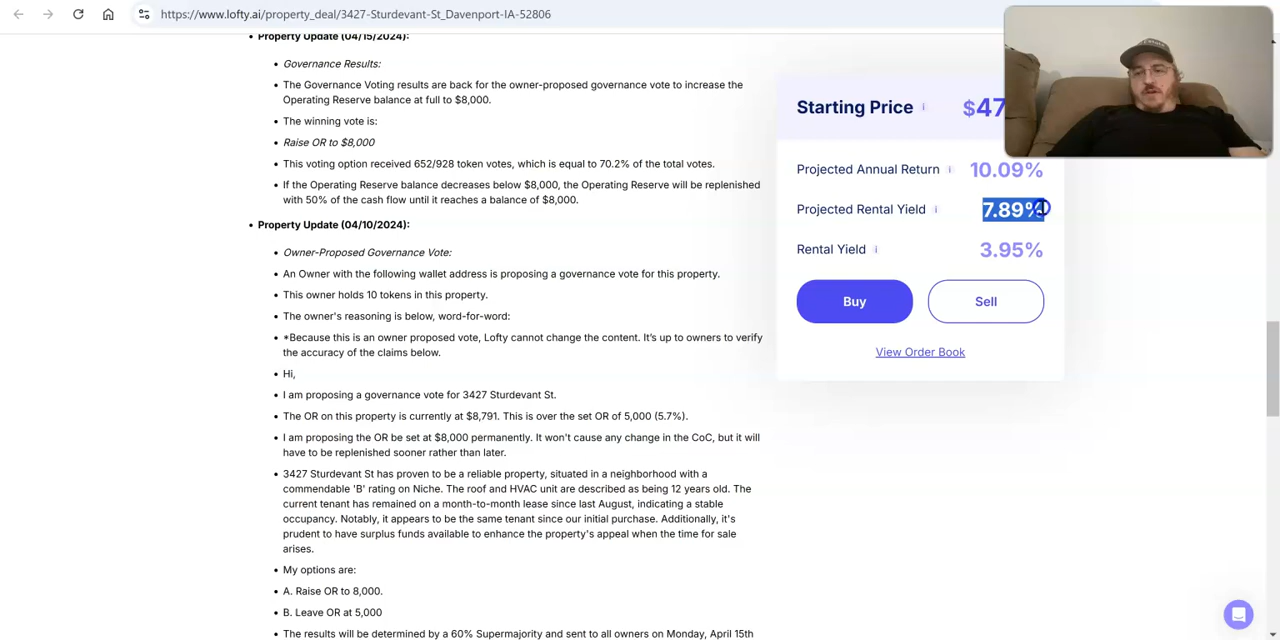 https://www.lofty.ai/property_deal/3427-Sturdevant-St_Davenport-IA-52806
Property Update (04/15/2024):
Governance Results:
The Governance Voting results are back for the owner-proposed governance vote to increase the
Operating Reserve balance at full to $8,000.
The winning vote is:
Raise OR to $8,000
This voting option received 652/928 token votes, which is equal to 70.2% of the total votes.
If the Operating Reserve balance decreases below $8,000, the Operating Reserve will be replenished
with 50% of the cash flow until it reaches a balance of $8,000.
Property Update (04/10/2024):
Owner-Proposed Governance Vote:
An Owner with the following wallet address is proposing a governance vote for this property.
This owner holds 10 tokens in this property.
The owner's reasoning is below, word-for-word:
*Because this is an owner proposed vote, Lofty cannot change the content. It's up to owners to verify
the accuracy of the claims below.
Hi,
I am proposing a governance vote for 3427 Sturdevant St.
The OR on this property is currently at $8,791. This is over the set OR of 5,000 (5.7%).
I am proposing the OR be set at $8,000 permanently. It won't cause any change in the CoC, but it will
have to be replenished sooner rather than later.
3427 Sturdevant St has proven to be a reliable property, situated in a neighborhood with a
commendable 'B' rating on Niche. The roof and HVAC unit are described as being 12 years old. The
current tenant has remained on a month-to-month lease since last August, indicating a stable
occupancy. Notably, it appears to be the same tenant since our initial purchase. Additionally, it's
prudent to have surplus funds available to enhance the property's appeal when the time for sale
arises.
My options are:
A. Raise OR to 8,000.
B. Leave OR at 5,000
The results will be determined by a 60% Supermajority and sent to all owners on Monday, April 15th
Starting Price $47
Projected Annual Return 10.09%
Projected Rental Yield 7.89%
Rental Yield 3.95%
Buy Sell
View Order Book